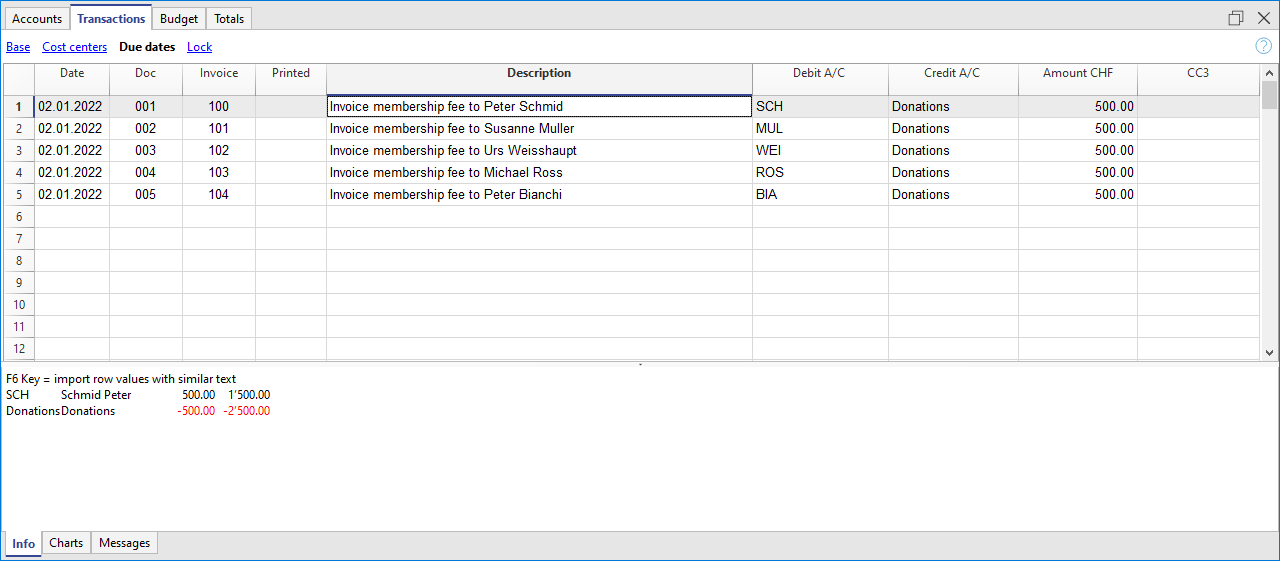 Accounts Transactions Budget Totals
Base Cost centers Due dates Lock ?
Date Doc Invoice Printed Description Debit A/C Credit A/C Amount CHF CC3
1 02.01.2022 001 100 Invoice membership fee to Peter Schmid SCH Donations 500.00
2 02.01.2022 002 101 Invoice membership fee to Susanne Muller MUL Donations 500.00
3 02.01.2022 003 102 Invoice membership fee to Urs Weisshaupt WEI Donations 500.00
4 02.01.2022 004 103 Invoice membership fee to Michael Ross ROS Donations 500.00
5 02.01.2022 005 104 Invoice membership fee to Peter Bianchi BIA Donations 500.00
6
7
8
9
10
11
12
F6 Key = import row values with similar text
SCH Schmid Peter 500.00 1'500.00
Donations Donations -500.00 -2'500.00
Info Charts Messages